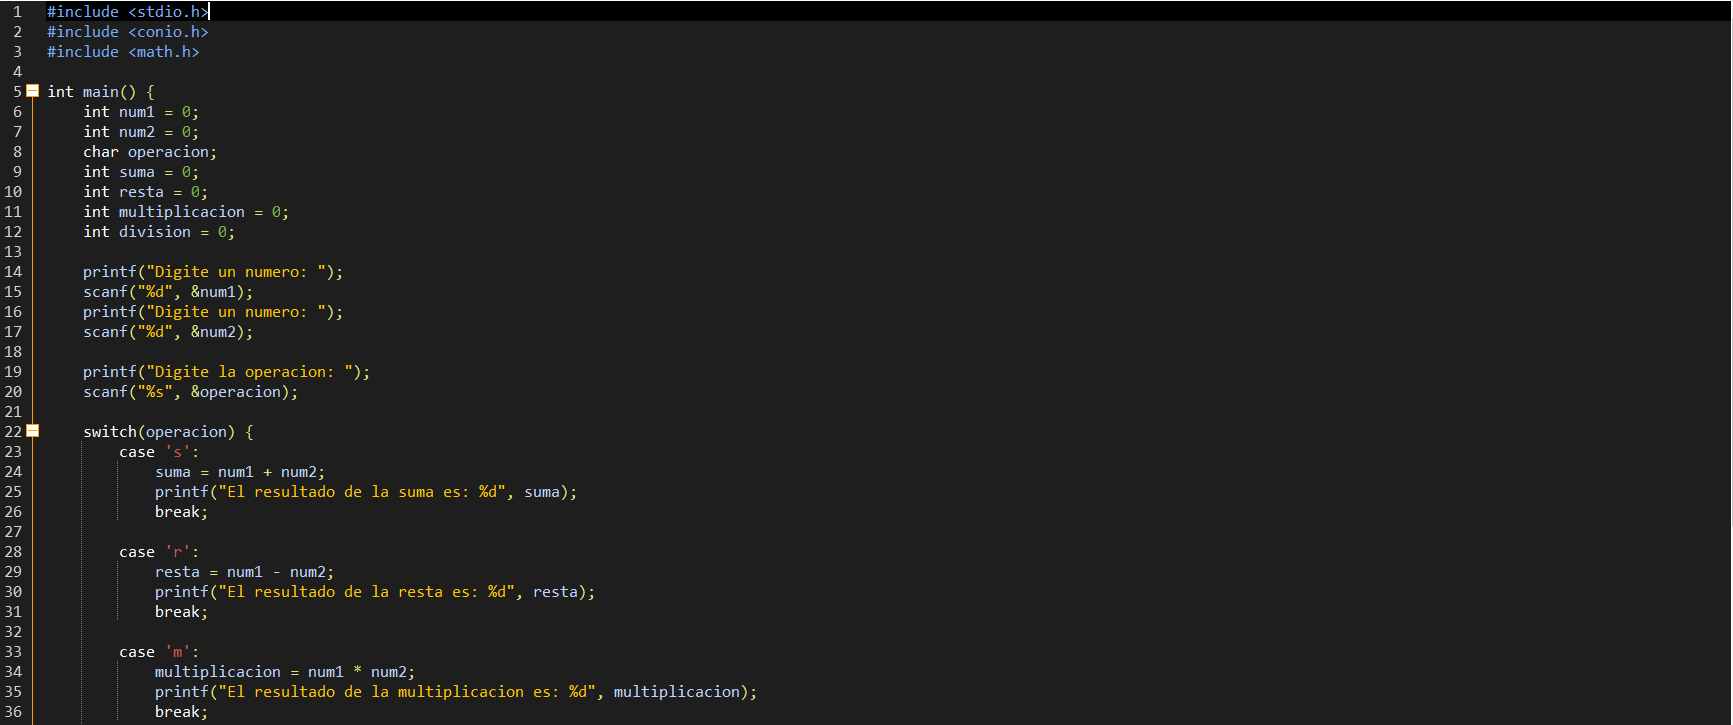 1 #include <stdio.h>
2 #include <conio.h>
3 #include <math.h>
4
5 int main() {
6     int num1 = 0;
7     int num2 = 0;
8     char operacion;
9     int suma = 0;
10     int resta = 0;
11     int multiplicacion = 0;
12     int division = 0;
13
14     printf("Digite un numero: ");
15     scanf("%d", &num1);
16     printf("Digite un numero: ");
17     scanf("%d", &num2);
18
19     printf("Digite la operacion: ");
20     scanf("%s", &operacion);
21
22     switch(operacion) {
23         case 's':
24             suma = num1 + num2;
25             printf("El resultado de la suma es: %d", suma);
26             break;
27
28         case 'r':
29             resta = num1 - num2;
30             printf("El resultado de la resta es: %d", resta);
31             break;
32
33         case 'm':
34             multiplicacion = num1 * num2;
35             printf("El resultado de la multiplicacion es: %d", multiplicacion);
36             break;